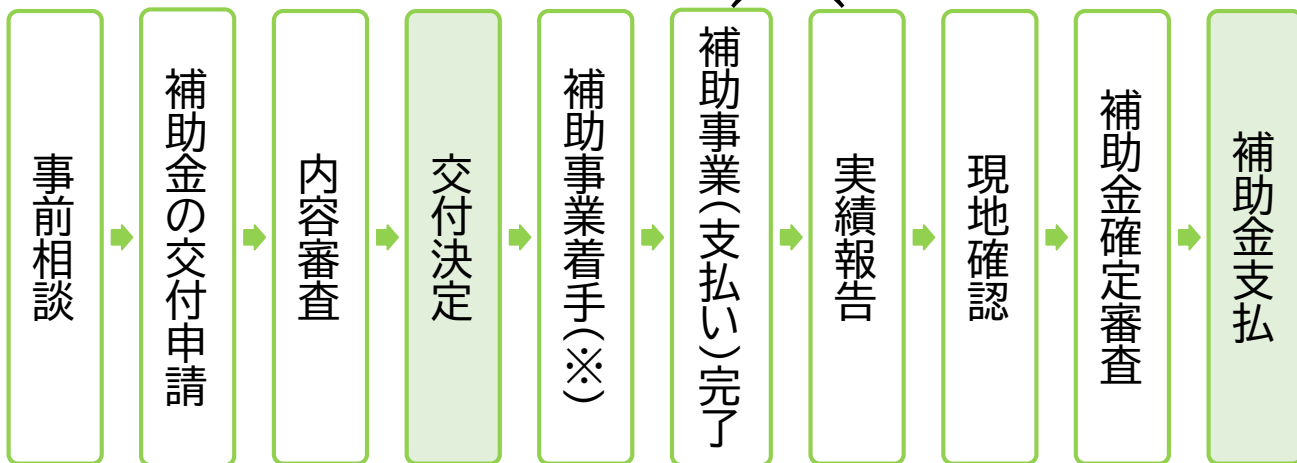 事前相談
補助金の交付申請
内容審査
交付決定
補助事業着手(※)
補助事業(支払い)完了
実績報告
現地確認
補助金確定審査
補助金支払